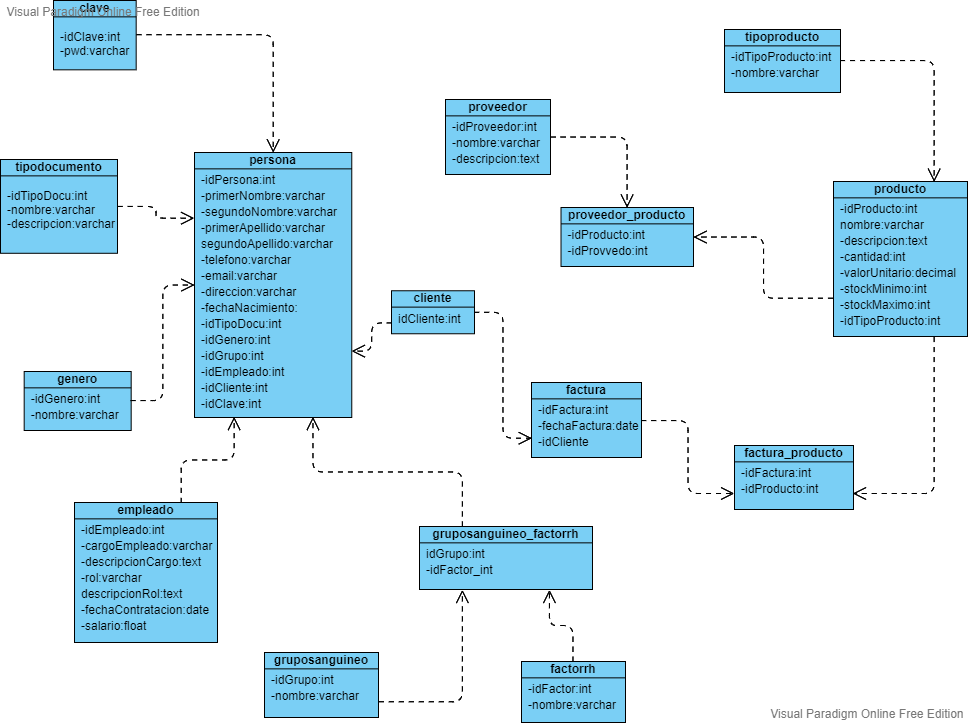 Visual Paradigm Online Free Edition
clave
-idClave:int
-pwd:varchar
tipoproducto
-idTipoProducto:int
-nombre:varchar
proveedor
-idProveedor:int
-nombre:varchar
-descripcion:text
tipodocumento
-idTipoDocu:int
-nombre:varchar
-descripcion:varchar
persona
-idPersona:int
-primerNombre:varchar
-segundoNombre:varchar
-primerApellido:varchar
segundoApellido:varchar
-telefono:varchar
-email:varchar
-direccion:varchar
-fechaNacimiento:
-idTipoDocu:int
-idGenero:int
-idGrupo:int
-idEmpleado:int
-idCliente:int
-idClave:int
proveedor_producto
-idProducto:int
-idProvvedo:int
producto
-idProducto:int
nombre:varchar
-descripcion:text
-cantidad:int
-valorUnitario:decimal
-stockMinimo:int
-stockMaximo:int
-idTipoProducto:int
cliente
idCliente:int
genero
-idGenero:int
-nombre:varchar
factura
-idFactura:int
-fechaFactura:date
-idCliente
factura_producto
-idFactura:int
-idProducto:int
empleado
-idEmpleado:int
-cargoEmpleado:varchar
-descripcionCargo:text
-rol:varchar
descripcionRol:text
-fechaContratacion:date
-salario:float
gruposanguineo_factorrh
idGrupo:int
-idFactor_int
gruposanguineo
-idGrupo:int
-nombre:varchar
factorrh
-idFactor:int
-nombre:varchar
Visual Paradigm Online Free Edition